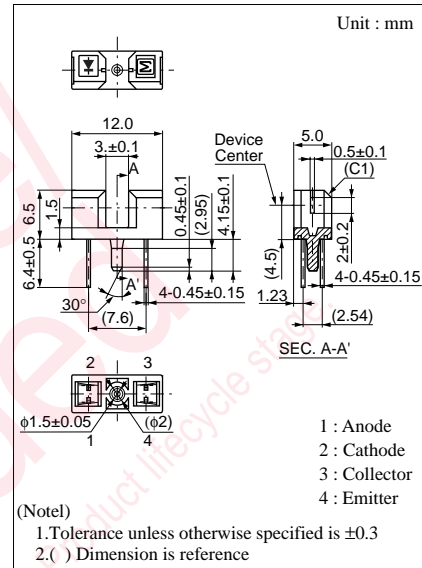 Unit : mm
12.0
3.±0.1
A
1.5
6.5
6.4±0.5
30°
(7.6)
A'
0.45±0.1
(2.95)
4.15±0.1
4-0.45±0.15
Device
Center
5.0
0.5±0.1
(C1)
2±0.2
(4.5)
4-0.45±0.15
1.23
(2.54)
SEC. A-A'
2
3
φ1.5±0.05
(φ2)
1
4
1 : Anode
2 : Cathode
3 : Collector
4 : Emitter
(Notel)
1.Tolerance unless otherwise specified is ±0.3
2.( ) Dimension is reference
product lifecycle stage.